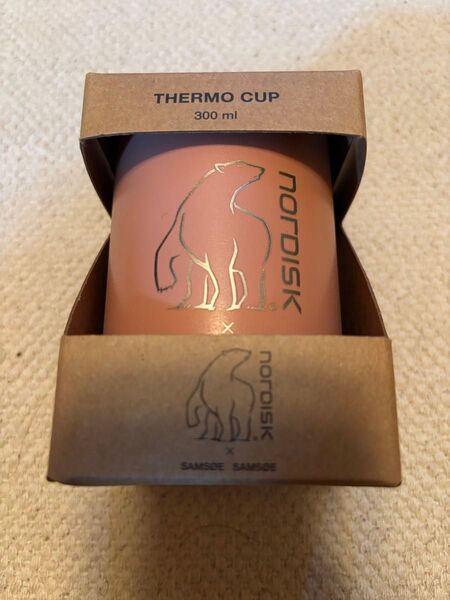 THERMO CUP
300 ml
NORDISK®
x
NORDISK®
x
SAMSØE SAMSØE